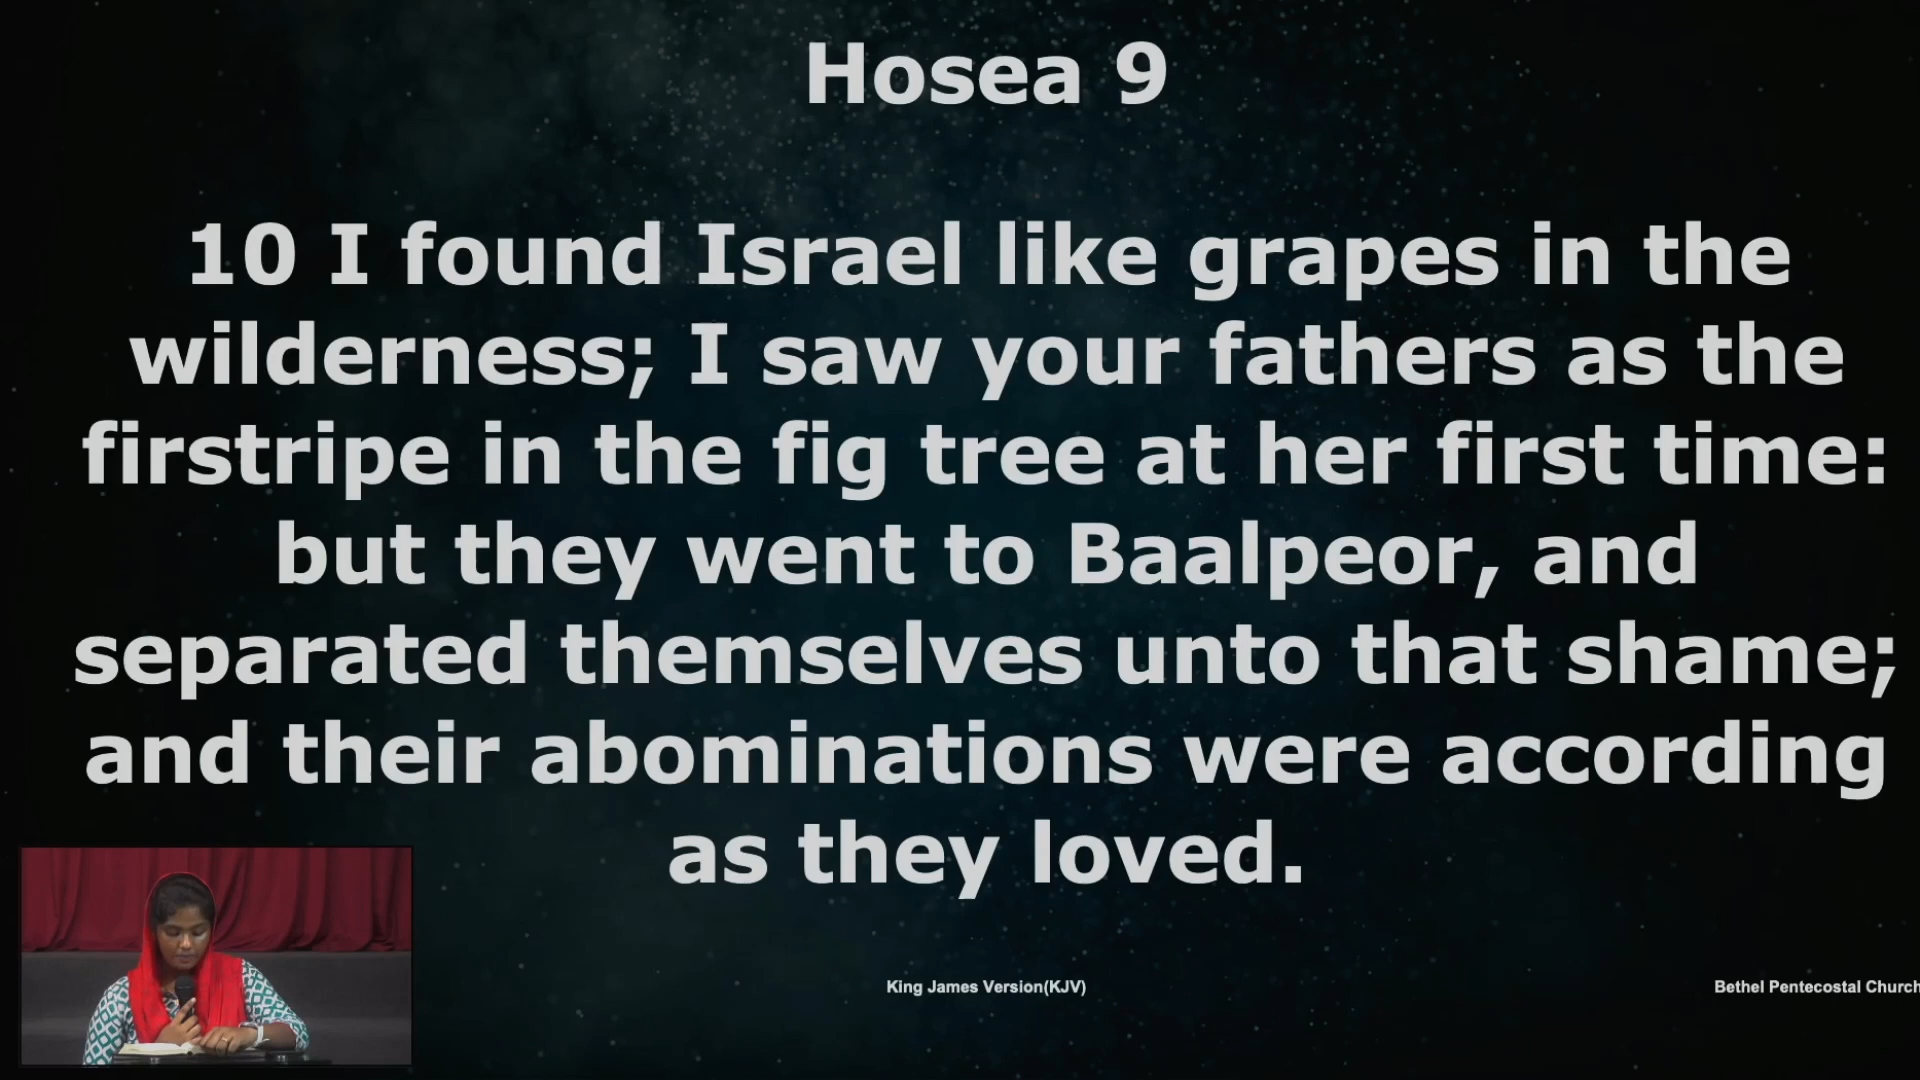 Hosea 9
10 I found Israel like grapes in the
wilderness; I saw your fathers as the
firstripe in the fig tree at her first time:
but they went to Baalpeor, and
separated themselves unto that shame;
and their abominations were according
as they loved.
King James Version(KJV)
Bethel Pentecostal Church